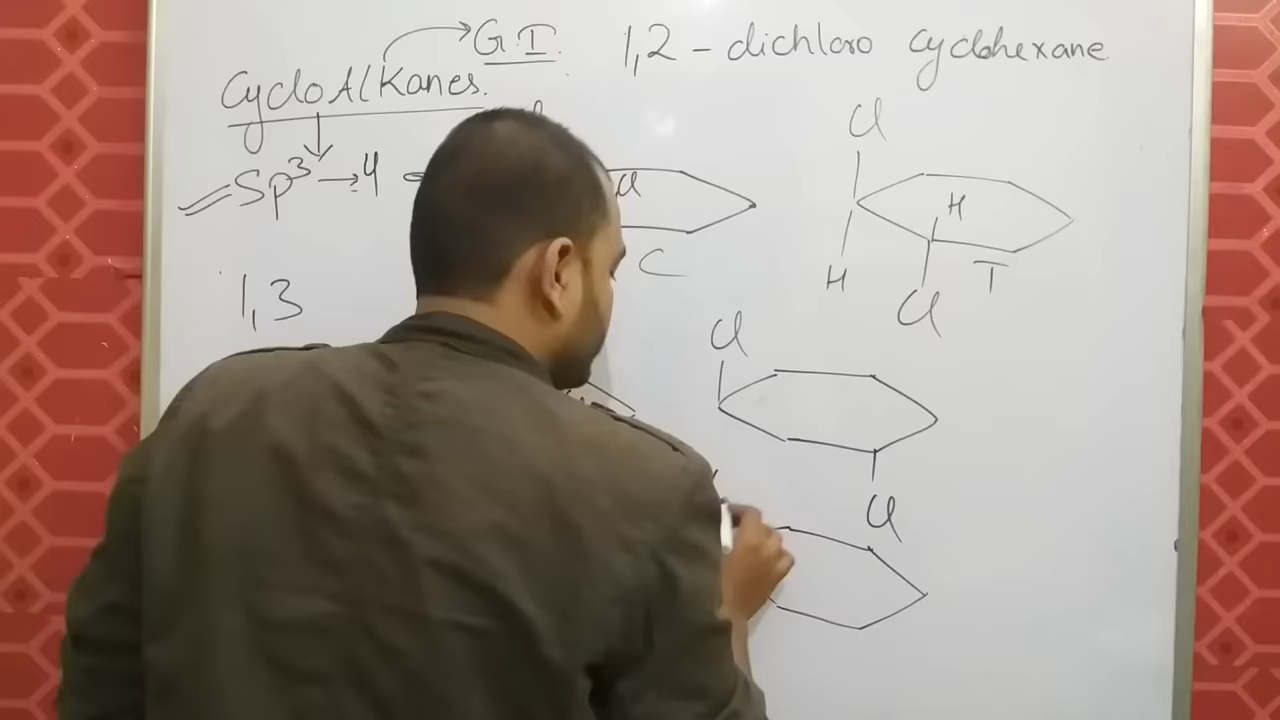 G.I. 1,2 - dichloro cyclohexane
CycloAlkanes.
Sp³ → 4
Cl
Cl
H
H
C
T
Cl
1,3
Cl
Cl